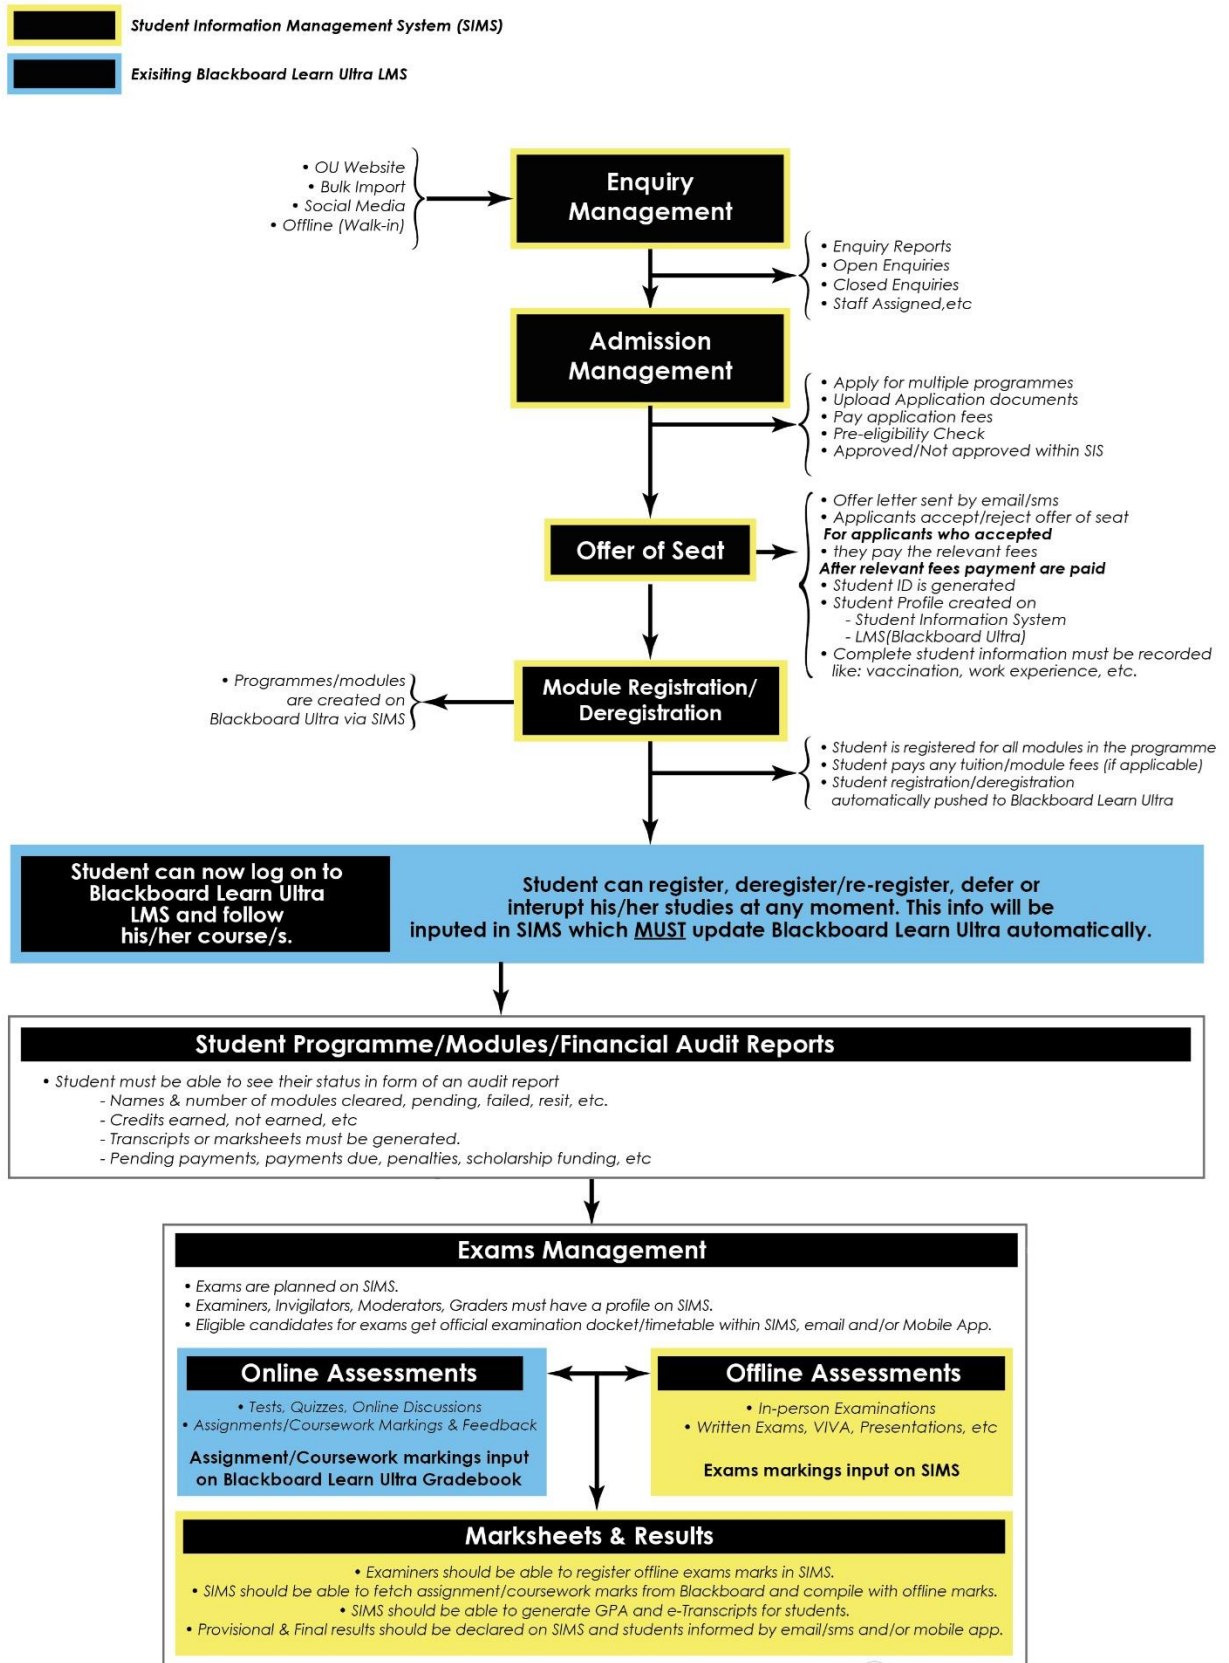 Student Information Management System (SIMS)
Exisiting Blackboard Learn Ultra LMS
• OU Website
• Bulk Import
• Social Media
• Offline (Walk-in)
Enquiry
Management
• Enquiry Reports
• Open Enquiries
• Closed Enquiries
• Staff Assigned,etc
Admission
Management
• Apply for multiple programmes
• Upload Application documents
• Pay application fees
• Pre-eligibility Check
• Approved/Not approved within SIS
Offer of Seat
• Offer letter sent by email/sms
• Applicants accept/reject offer of seat
For applicants who accepted
• they pay the relevant fees
After relevant fees payment are paid
• Student ID is generated
• Student Profile created on
- Student Information System
- LMS(Blackboard Ultra)
• Complete student information must be recorded
like: vaccination, work experience, etc.
• Programmes/modules
are created on
Blackboard Ultra via SIMS
Module Registration/
Deregistration
• Student is registered for all modules in the programme
• Student pays any tuition/module fees (if applicable)
• Student registration/deregistration
automatically pushed to Blackboard Learn Ultra
Student can now log on to
Blackboard Learn Ultra
LMS and follow
his/her course/s.
Student can register, deregister/re-register, defer or
interupt his/her studies at any moment. This info will be
inputed in SIMS which MUST update Blackboard Learn Ultra automatically.
Student Programme/Modules/Financial Audit Reports
• Student must be able to see their status in form of an audit report
- Names & number of modules cleared, pending, failed, resit, etc.
- Credits earned, not earned, etc
- Transcripts or marksheets must be generated.
- Pending payments, payments due, penalties, scholarship funding, etc
Exams Management
• Exams are planned on SIMS.
• Examiners, Invigilators, Moderators, Graders must have a profile on SIMS.
• Eligible candidates for exams get official examination docket/timetable within SIMS, email and/or Mobile App.
Online Assessments
• Tests, Quizzes, Online Discussions
• Assignments/Coursework Markings & Feedback
Assignment/Coursework markings input
on Blackboard Learn Ultra Gradebook
Offline Assessments
• In-person Examinations
• Written Exams, VIVA, Presentations, etc
Exams markings input on SIMS
Marksheets & Results
• Examiners should be able to register offline exams marks in SIMS.
• SIMS should be able to fetch assignment/coursework marks from Blackboard and compile with offline marks.
• SIMS should be able to generate GPA and e-Transcripts for students.
• Provisional & Final results should be declared on SIMS and students informed by email/sms and/or mobile app.